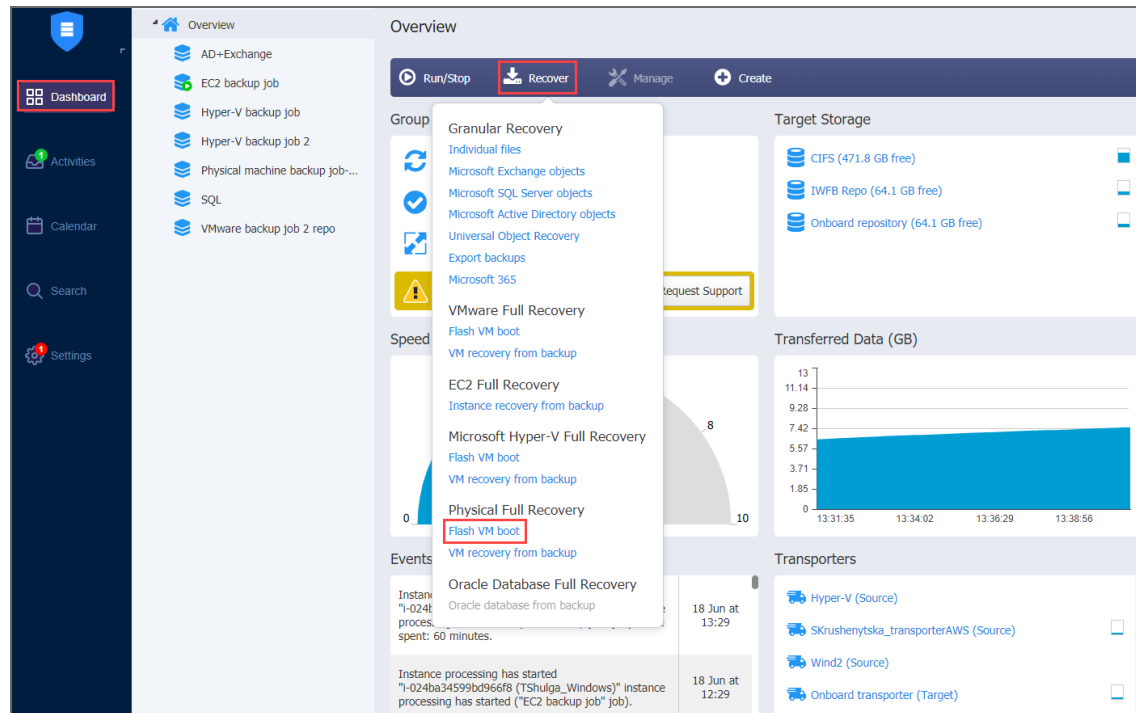 Overview
AD+Exchange
EC2 backup job
Hyper-V backup job
Hyper-V backup job 2
Physical machine backup job-...
SQL
VMware backup job 2 repo
Dashboard
1
Activities
Calendar
Search
1
Settings
Overview
Run/Stop
Recover
Manage
Create
Group
Request Support
Granular Recovery
Individual files
Microsoft Exchange objects
Microsoft SQL Server objects
Microsoft Active Directory objects
Universal Object Recovery
Export backups
Microsoft 365
VMware Full Recovery
Flash VM boot
VM recovery from backup
EC2 Full Recovery
Instance recovery from backup
Microsoft Hyper-V Full Recovery
Flash VM boot
VM recovery from backup
Physical Full Recovery
Flash VM boot
VM recovery from backup
Oracle Database Full Recovery
Oracle database from backup
Target Storage
CIFS (471.8 GB free)
IWFB Repo (64.1 GB free)
Onboard repository (64.1 GB free)
Speed
0
8
10
Transferred Data (GB)
13
11.14
9.28
7.42
5.57
3.71
1.85
0
13:31:35 13:34:02 13:36:29 13:38:56
Events
spent: 60 minutes.
18 Jun at
13:29
Instance processing has started
"i-024ba34599bd966f8 (TShulga_Windows)" instance
processing has started ("EC2 backup job" job).
18 Jun at
12:29
Transporters
Hyper-V (Source)
SKrushenytska_transporterAWS (Source)
Wind2 (Source)
Onboard transporter (Target)